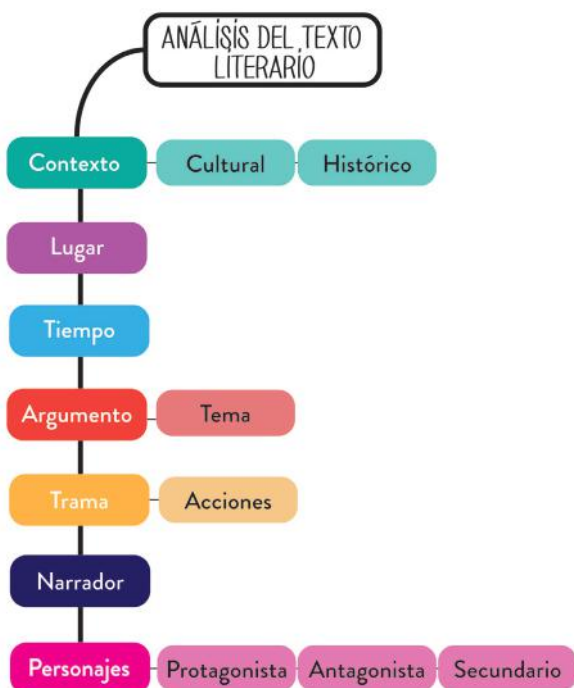 ANÁLISIS DEL TEXTO
LITERARIO
Contexto Cultural Histórico
Lugar
Tiempo
Argumento Tema
Trama Acciones
Narrador
Personajes Protagonista Antagonista Secundario